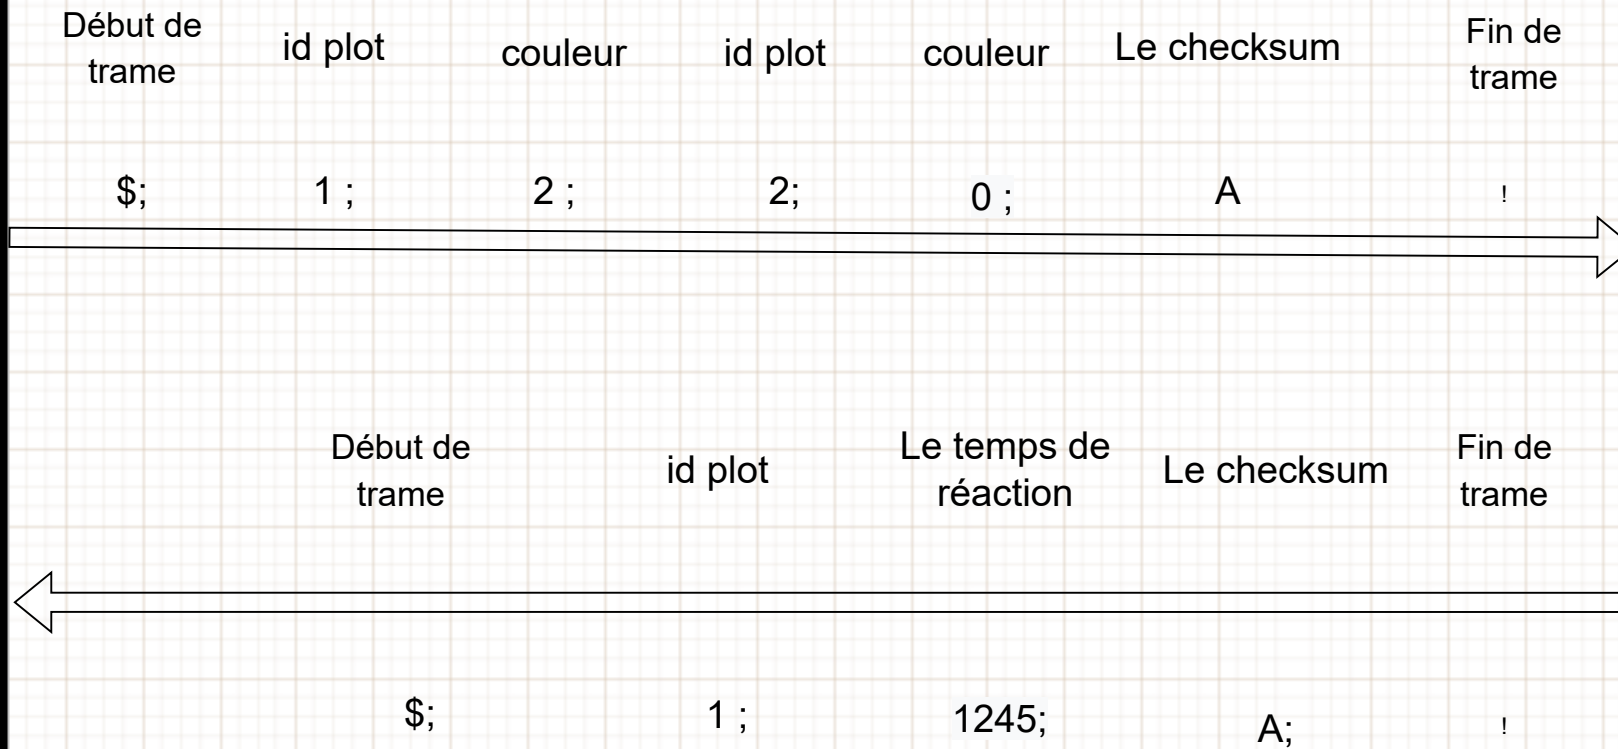 Début de
trame
id plot
couleur
id plot
couleur
Le checksum
Fin de
trame
$;
1 ;
2 ;
2;
0 ;
A
!
Début de
trame
id plot
Le temps de
réaction
Le checksum
Fin de
trame
$;
1 ;
1245;
A;
!